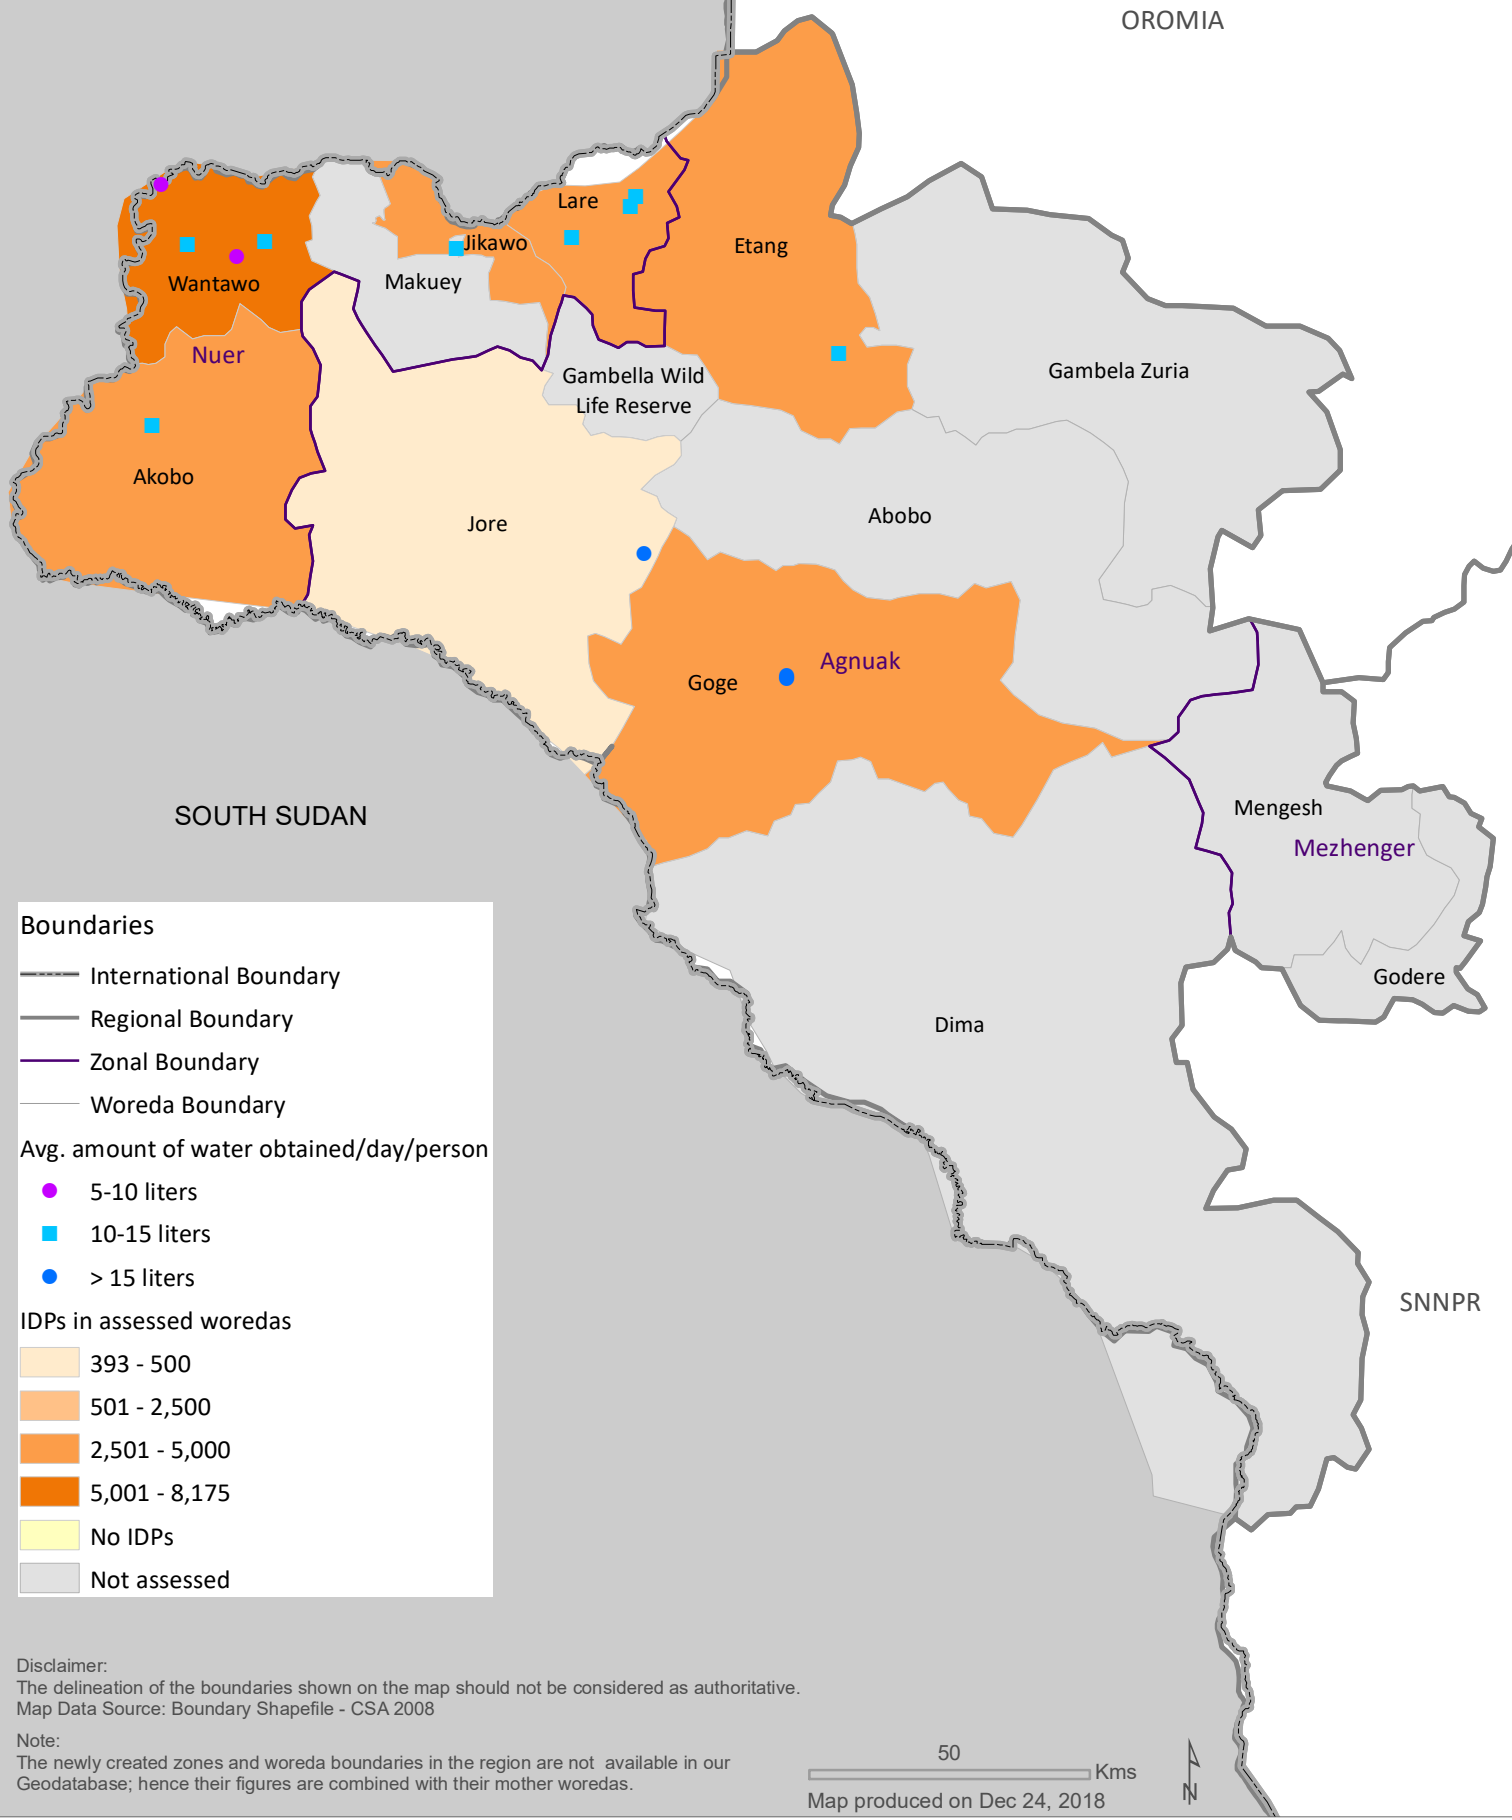 OROMIA
Lare
Jikawo
Etang
Wantawo
Makuey
Nuer
Gambella Wild
Life Reserve
Gambela Zuria
Akobo
Jore
Abobo
Goge
Agnuak
SOUTH SUDAN
Mengesh
Mezhenger
Godere
Dima
SNNPR
Boundaries
International Boundary
Regional Boundary
Zonal Boundary
Woreda Boundary
Avg. amount of water obtained/day/person
5-10 liters
10-15 liters
> 15 liters
IDPs in assessed woredas
393 - 500
501 - 2,500
2,501 - 5,000
5,001 - 8,175
No IDPs
Not assessed
Disclaimer:
The delineation of the boundaries shown on the map should not be considered as authoritative.
Map Data Source: Boundary Shapefile - CSA 2008
Note:
The newly created zones and woreda boundaries in the region are not available in our
Geodatabase; hence their figures are combined with their mother woredas.
50
Kms
Map produced on Dec 24, 2018
N